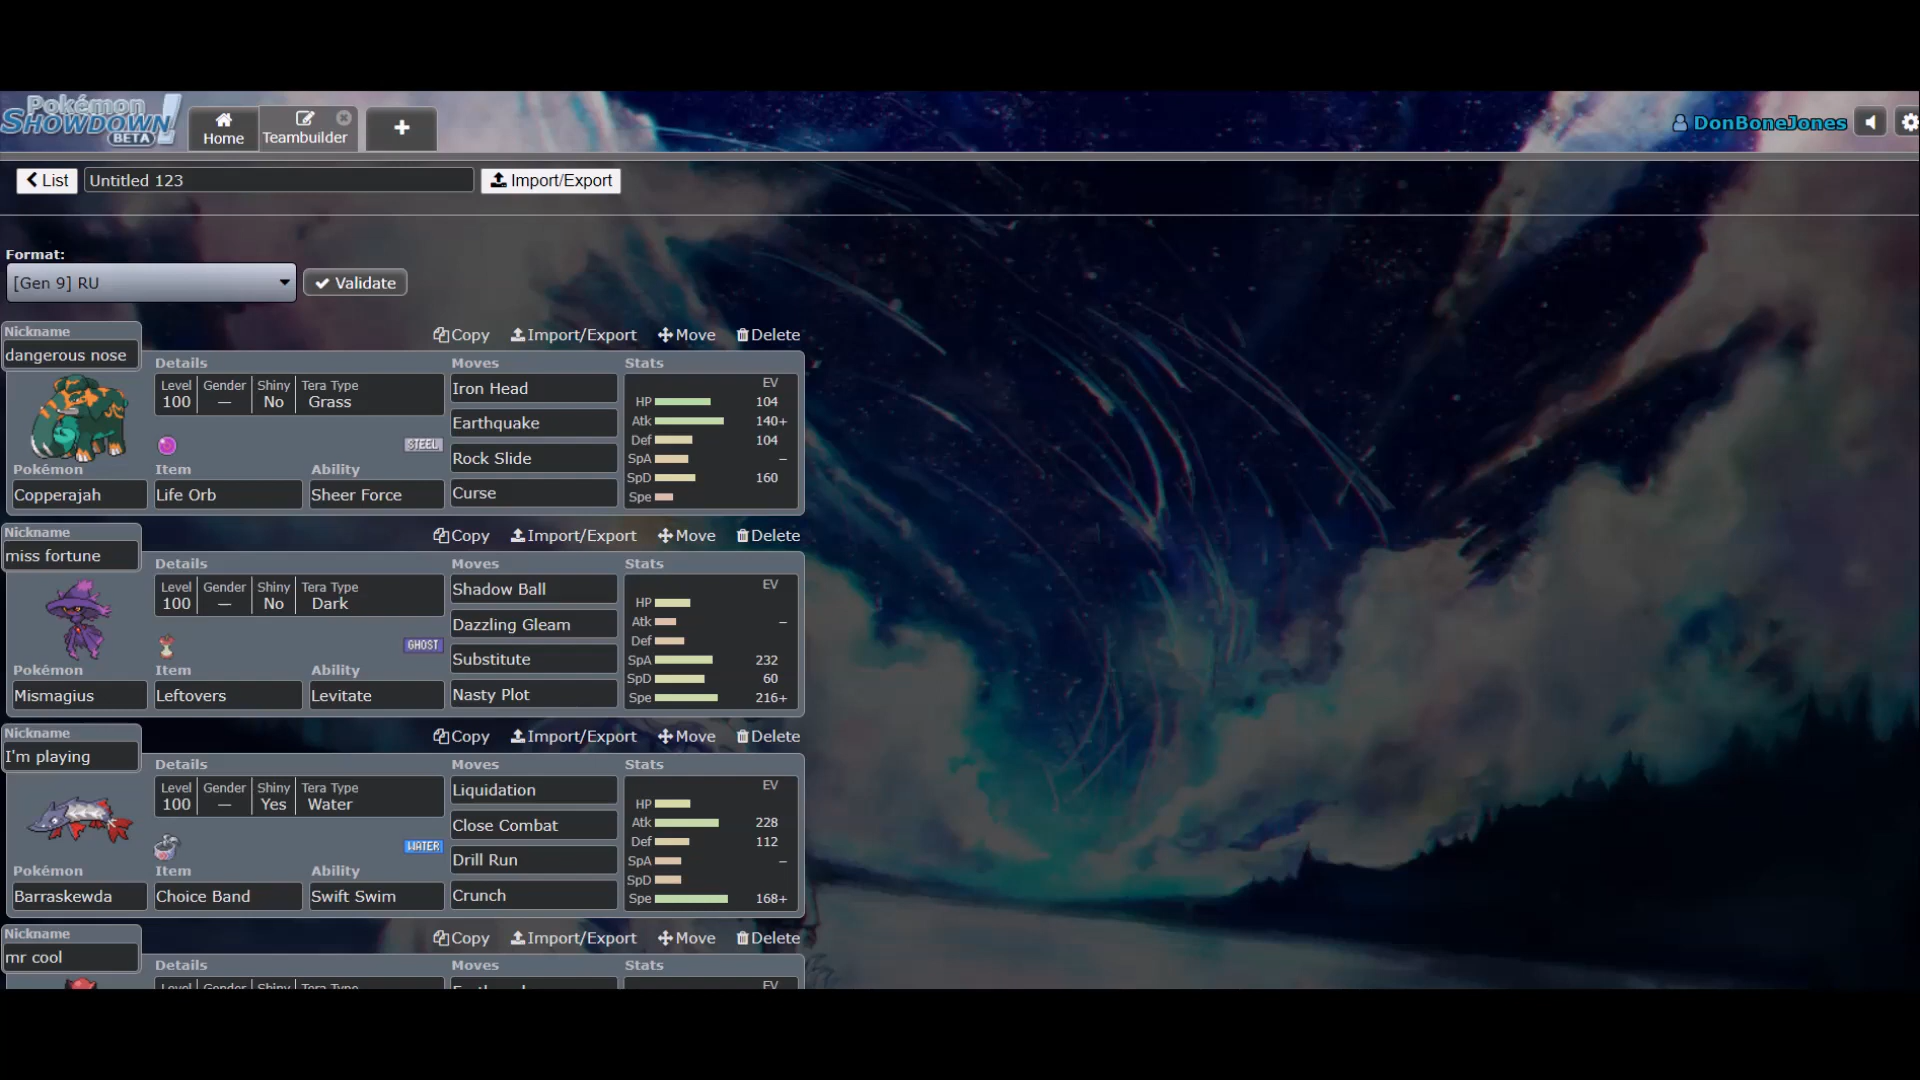 Pokémon
SHOWDOWN!
BETA
Home
Teambuilder
+
DonBoneJones
List
Untitled 123
Import/Export
Format:
[Gen 9] RU
Validate
Nickname
dangerous nose
Copy Import/Export Move Delete
Details
Level Gender Shiny Tera Type
100 — No Grass
STEEL
Pokémon Item Ability
Copperajah Life Orb Sheer Force
Moves
Iron Head
Earthquake
Rock Slide
Curse
Stats
EV
HP 104
Atk 140+
Def 104
SpA –
SpD 160
Spe
Nickname
miss fortune
Copy Import/Export Move Delete
Details
Level Gender Shiny Tera Type
100 — No Dark
GHOST
Pokémon Item Ability
Mismagius Leftovers Levitate
Moves
Shadow Ball
Dazzling Gleam
Substitute
Nasty Plot
Stats
EV
HP
Atk –
Def
SpA 232
SpD 60
Spe 216+
Nickname
I'm playing
Copy Import/Export Move Delete
Details
Level Gender Shiny Tera Type
100 — Yes Water
WATER
Pokémon Item Ability
Barraskewda Choice Band Swift Swim
Moves
Liquidation
Close Combat
Drill Run
Crunch
Stats
EV
HP
Atk 228
Def 112
SpA –
SpD
Spe 168+
Nickname
mr cool
Copy Import/Export Move Delete
Details
Level Gender Shiny Tera Type
Moves
Stats
EV